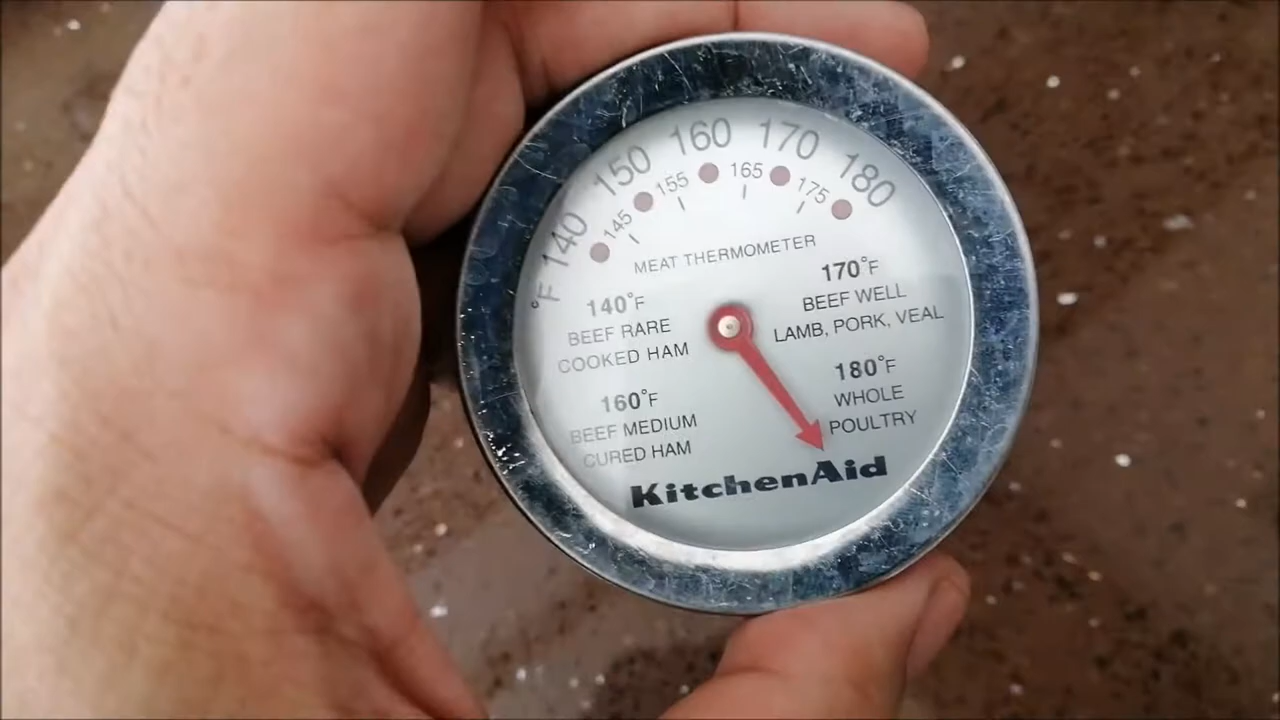 140 150 160 170 180
145 155 165 175
°F
MEAT THERMOMETER
140°F
BEEF RARE
COOKED HAM
160°F
BEEF MEDIUM
CURED HAM
170°F
BEEF WELL
LAMB, PORK, VEAL
180°F
WHOLE
POULTRY
KitchenAid